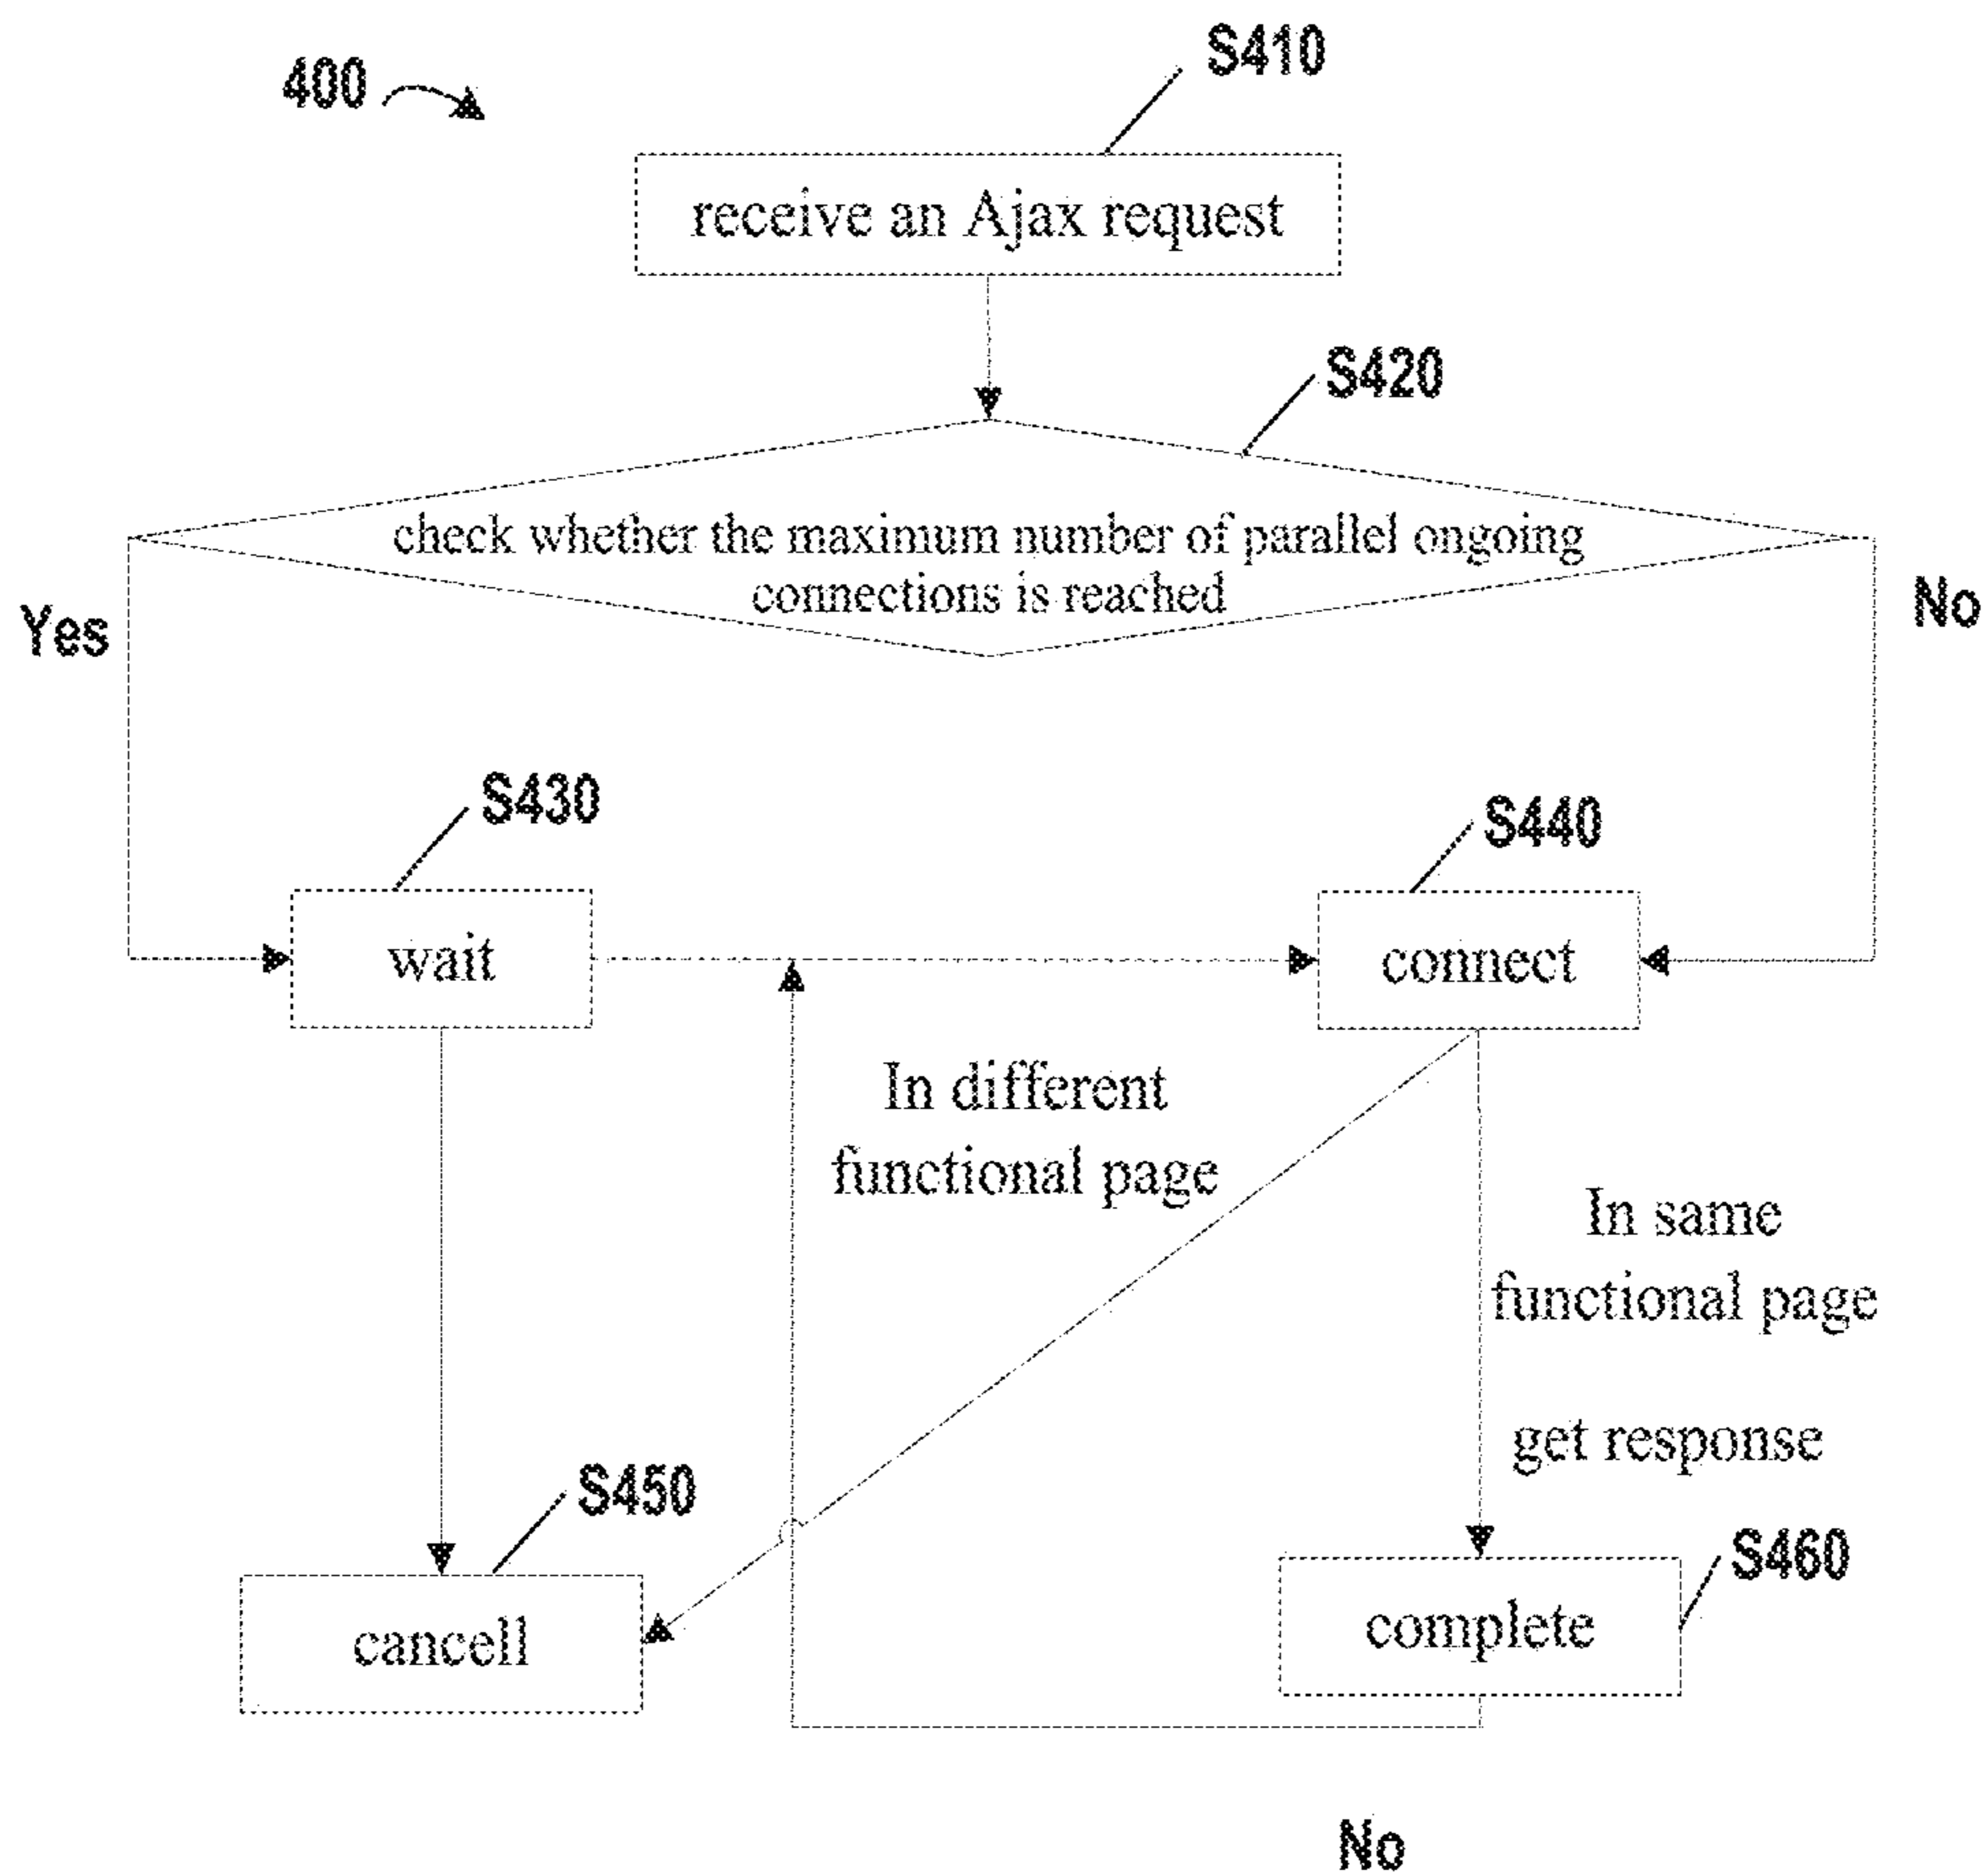 S410
400
receive an Ajax request
S420
check whether the maximum number of parallel ongoing
connections is reached
Yes
No
S430
S440
wait
connect
In different
functional page
In same
functional page
get response
S450
S460
cancell
complete
No